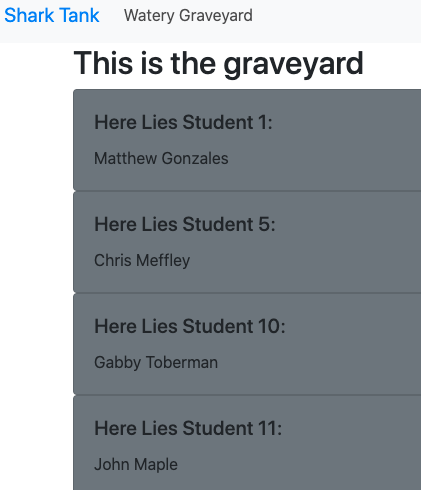 Shark Tank Watery Graveyard
This is the graveyard
Here Lies Student 1:
Matthew Gonzales
Here Lies Student 5:
Chris Meffley
Here Lies Student 10:
Gabby Toberman
Here Lies Student 11:
John Maple